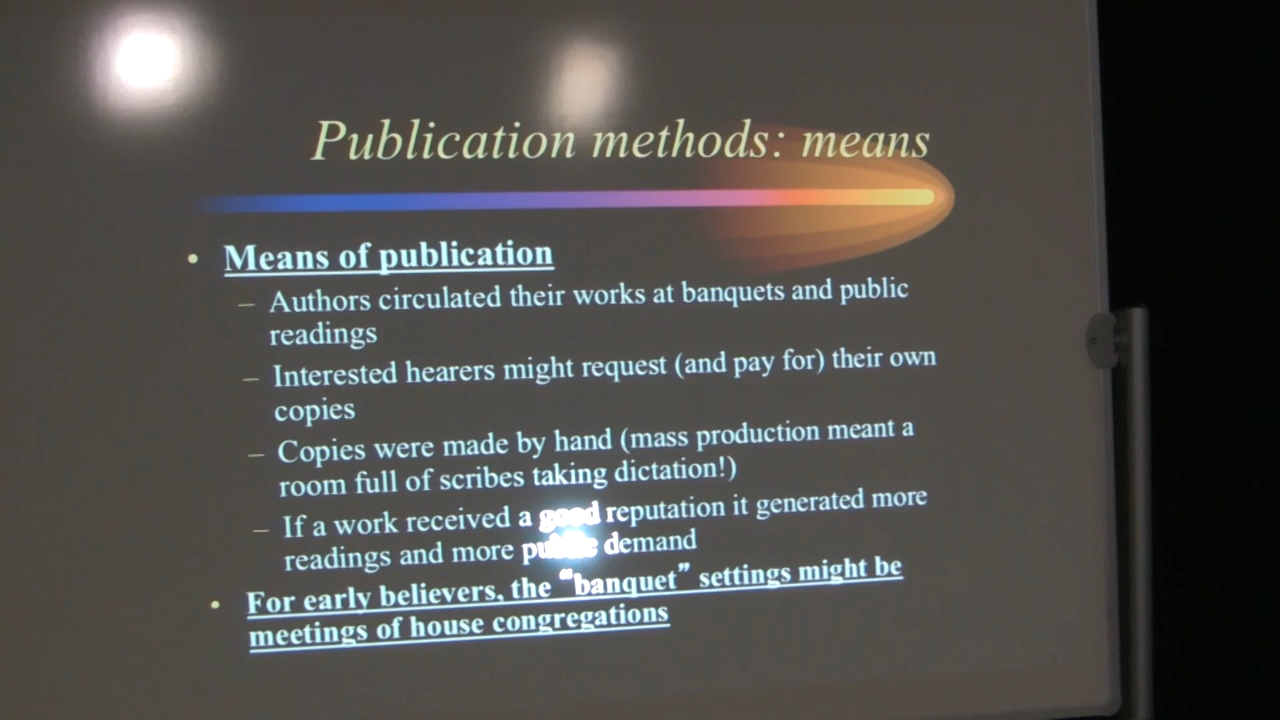 Publication methods: means
• Means of publication
– Authors circulated their works at banquets and public
readings
– Interested hearers might request (and pay for) their own
copies
– Copies were made by hand (mass production meant a
room full of scribes taking dictation!)
– If a work received a good reputation it generated more
readings and more public demand
• For early believers, the “banquet” settings might be
meetings of house congregations